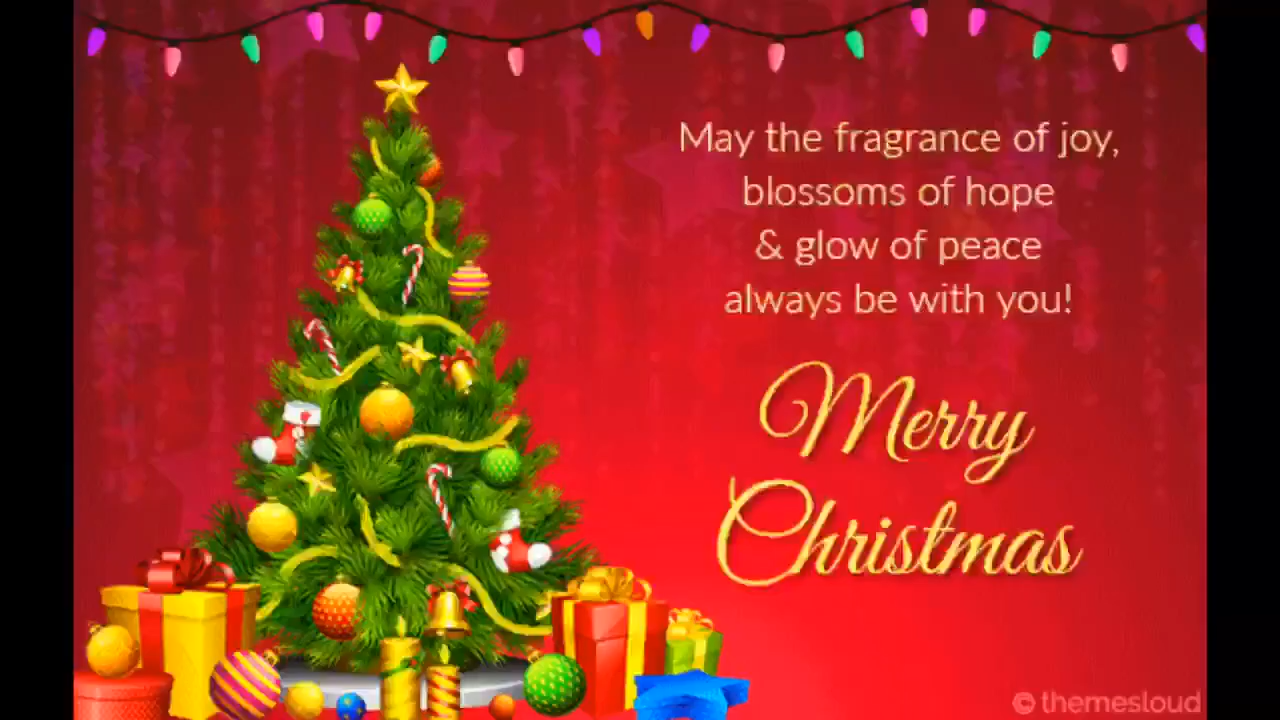 May the fragrance of joy,
blossoms of hope
& glow of peace
always be with you!
Merry
Christmas
© themesloud